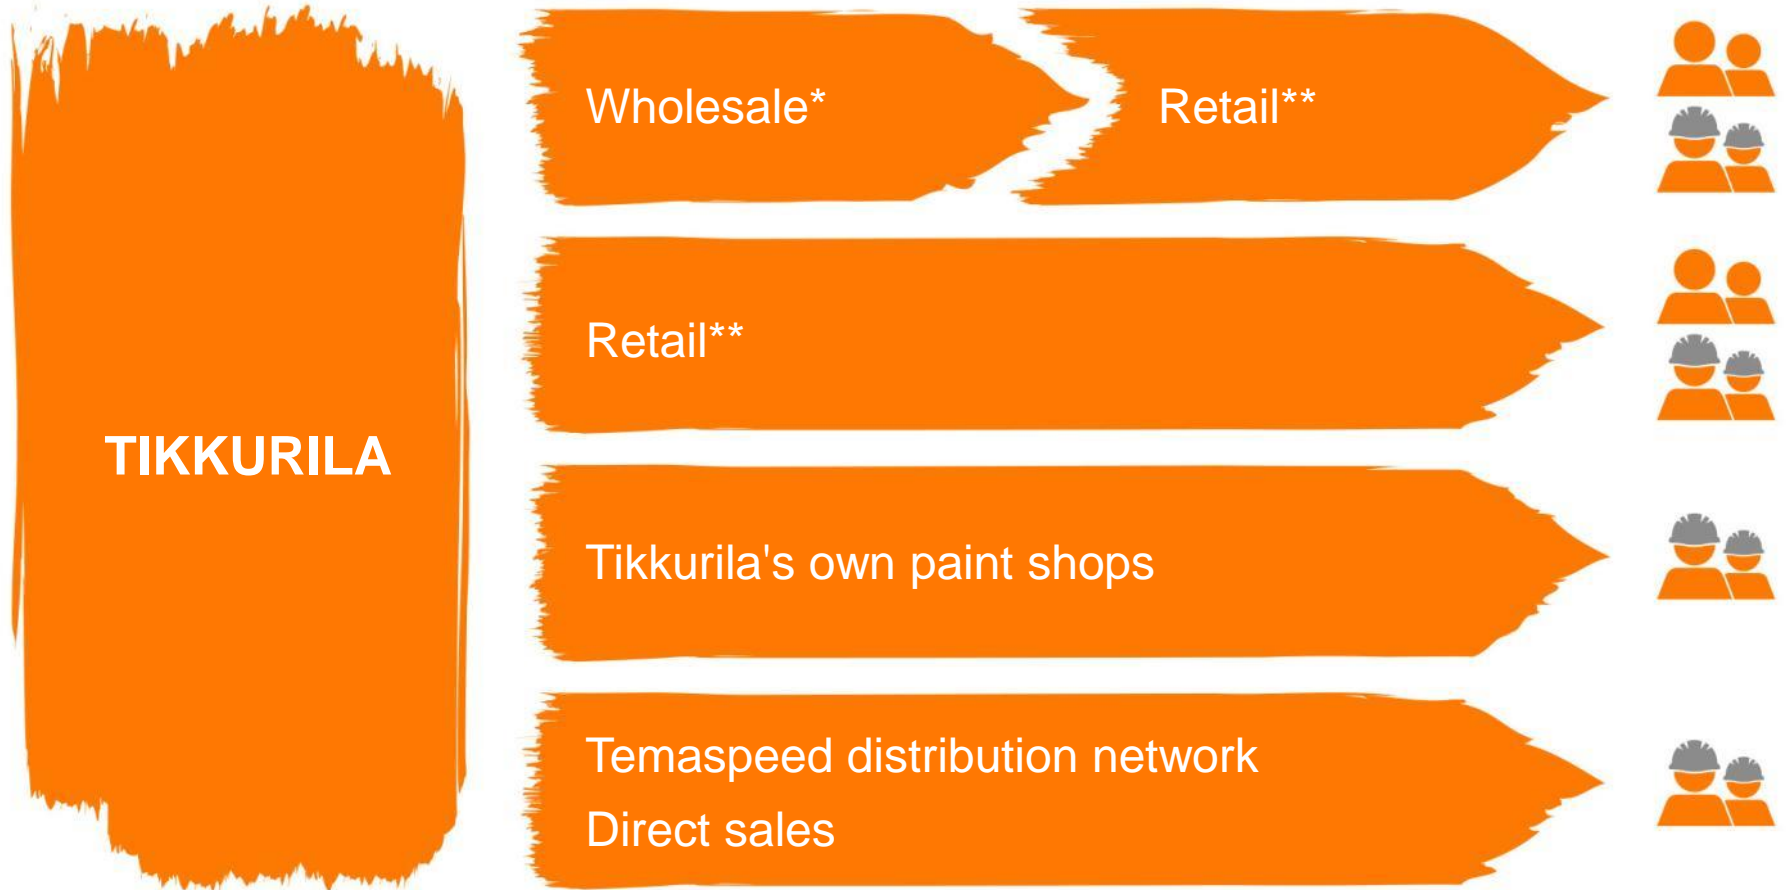 TIKKURILA
Wholesale*
Retail**
Retail**
Tikkurila's own paint shops
Temaspeed distribution network
Direct sales